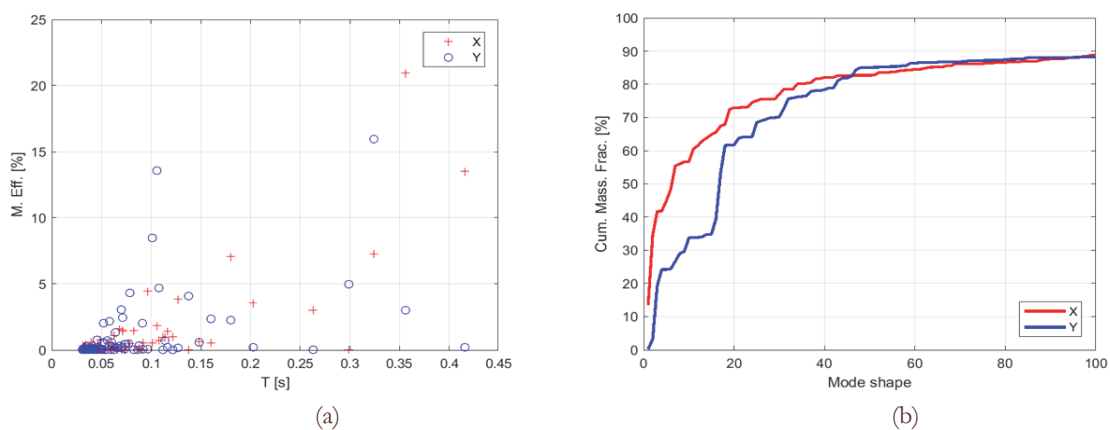 25
20
15
10
5
0
M. Eff. [%]
0 0.05 0.1 0.15 0.2 0.25 0.3 0.35 0.4 0.45
T [s]
X
Y
(a)
100
90
80
70
60
50
40
30
20
10
0
Cum. Mass. Frac. [%]
0 20 40 60 80 100
Mode shape
X
Y
(b)